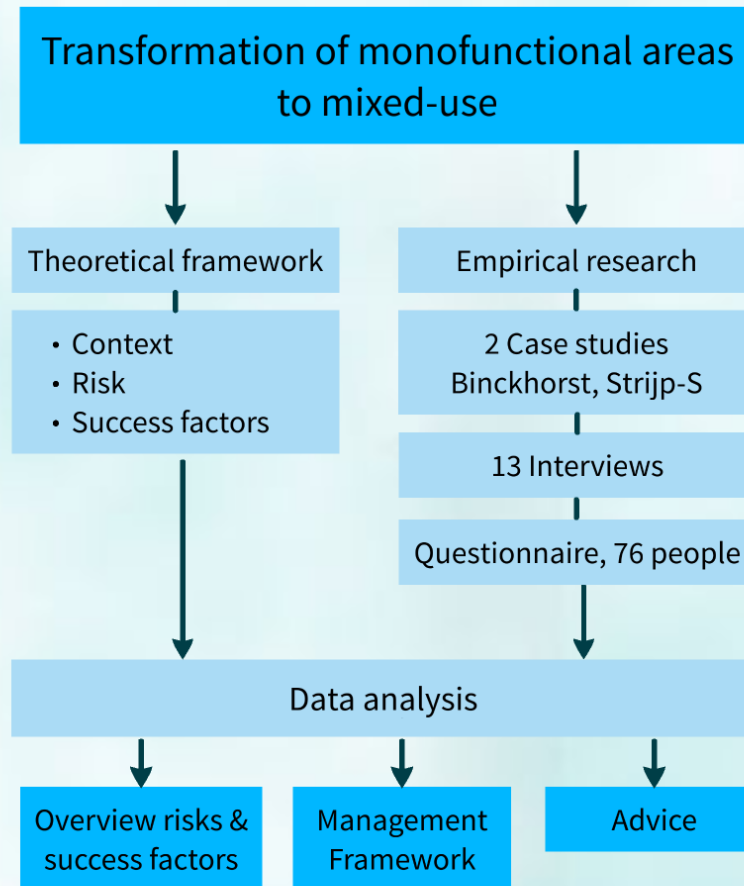 Transformation of monofunctional areas
to mixed-use
Theoretical framework
• Context
• Risk
• Success factors
Empirical research
2 Case studies
Binckhorst, Strijp-S
13 Interviews
Questionnaire, 76 people
Data analysis
Overview risks &
success factors
Management
Framework
Advice